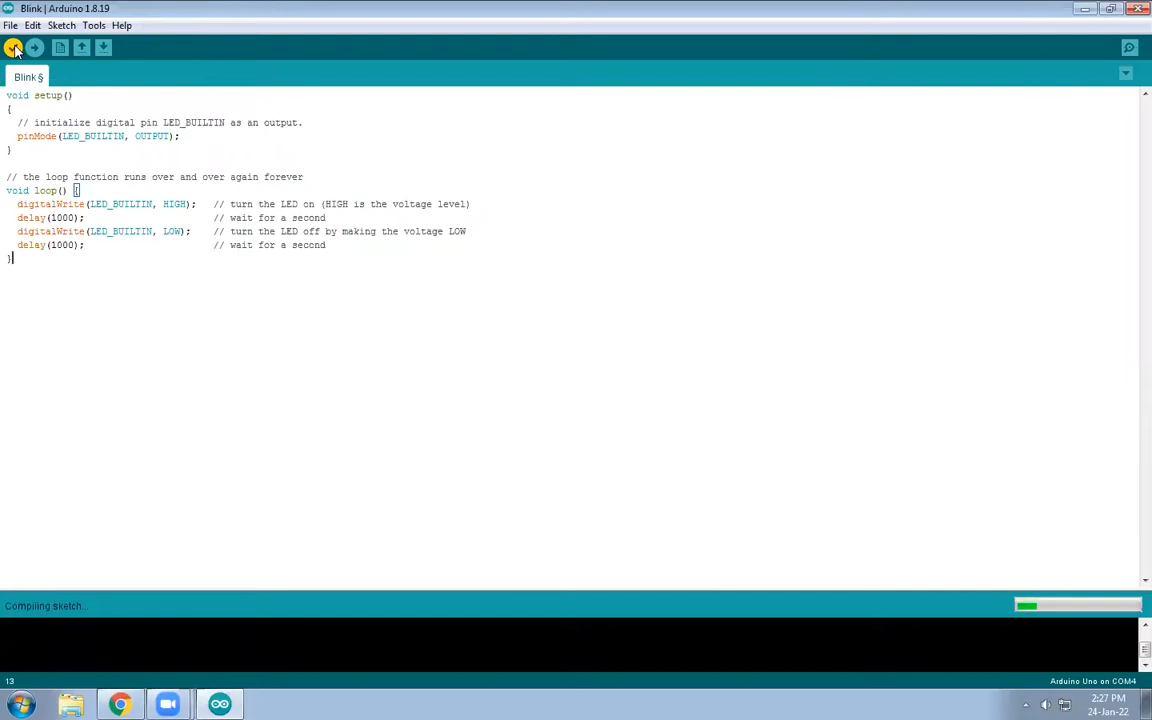 Blink | Arduino 1.8.19
File Edit Sketch Tools Help
Blink §
void setup()
{
  // initialize digital pin LED_BUILTIN as an output.
  pinMode(LED_BUILTIN, OUTPUT);
}

// the loop function runs over and over again forever
void loop() {
  digitalWrite(LED_BUILTIN, HIGH);   // turn the LED on (HIGH is the voltage level)
  delay(1000);                       // wait for a second
  digitalWrite(LED_BUILTIN, LOW);    // turn the LED off by making the voltage LOW
  delay(1000);                       // wait for a second
}
Compiling sketch...
13
Arduino Uno on COM4
2:27 PM
24-Jan-22